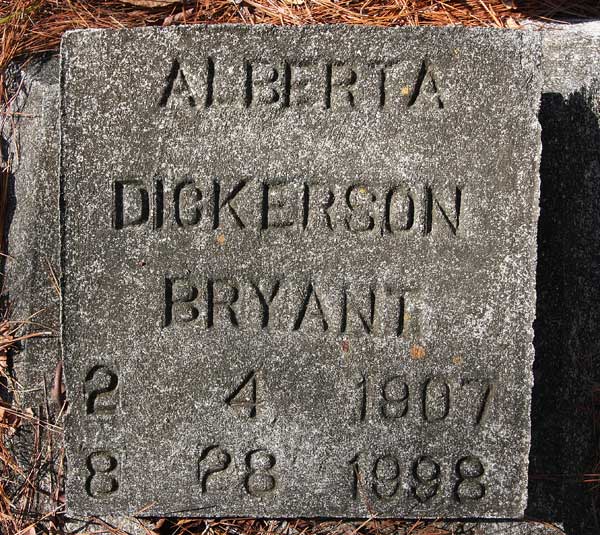 ALBERTA
DICKERSON
BRYANT
2 4 1907
8 28 1998